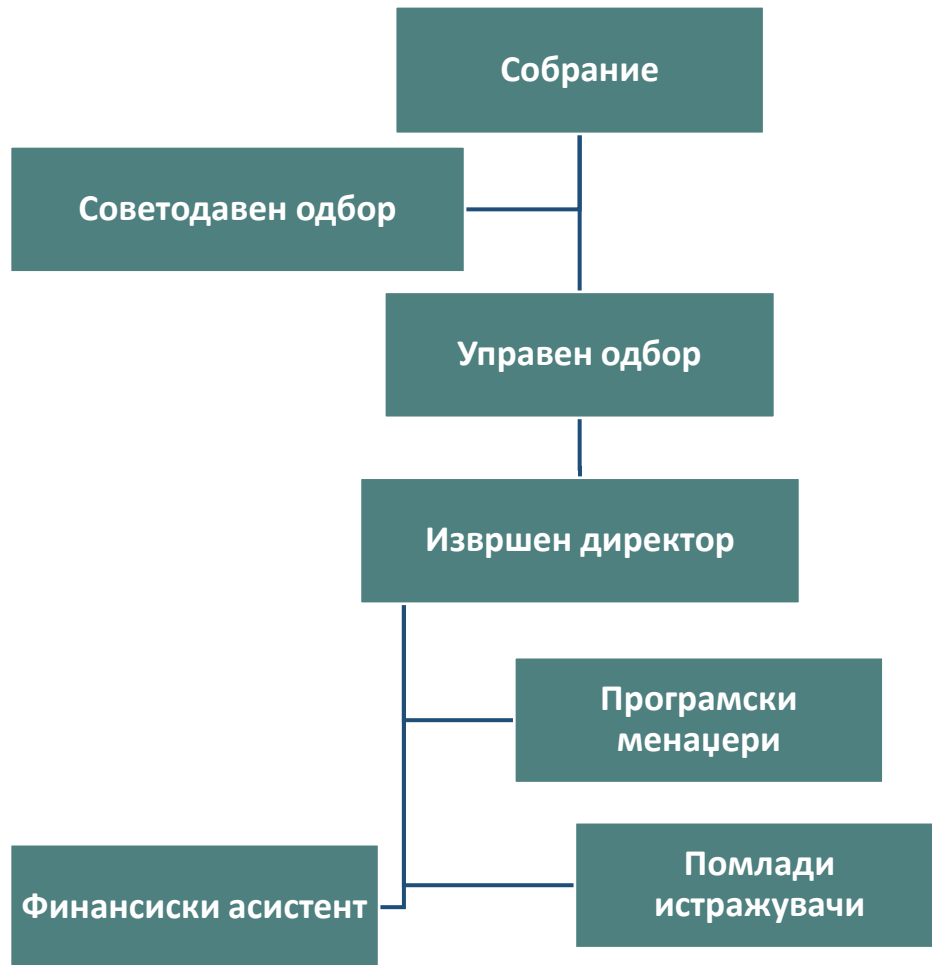 Собрание
Советодавен одбор
Управен одбор
Извршен директор
Програмски
менаџери
Помлади
истражувачи
Финансиски асистент